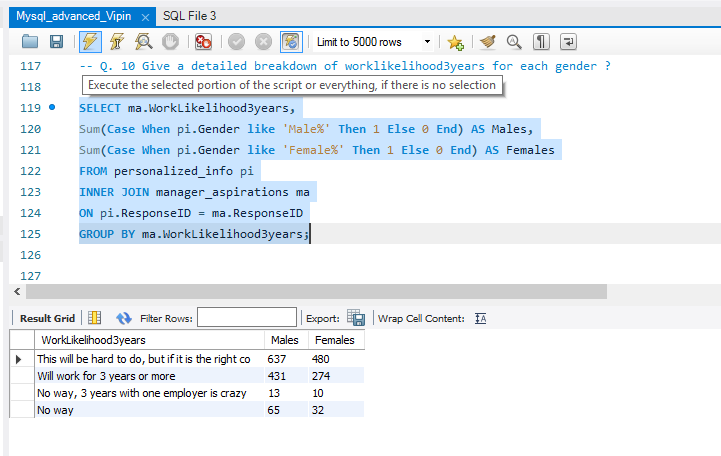 Mysql_advanced_Vipin × SQL File 3
Limit to 5000 rows
117 -- Q. 10 Give a detailed breakdown of worklikelihood3years for each gender ?
118 Execute the selected portion of the script or everything, if there is no selection
119 SELECT ma.WorkLikelihood3years,
120 Sum(Case When pi.Gender like 'Male%' Then 1 Else 0 End) AS Males,
121 Sum(Case When pi.Gender like 'Female%' Then 1 Else 0 End) AS Females
122 FROM personalized_info pi
123 INNER JOIN manager_aspirations ma
124 ON pi.ResponseID = ma.ResponseID
125 GROUP BY ma.WorkLikelihood3years;
126
127
Result Grid Filter Rows: Export: Wrap Cell Content: IA
WorkLikelihood3years Males Females
This will be hard to do, but if it is the right co 637 480
Will work for 3 years or more 431 274
No way, 3 years with one employer is crazy 13 10
No way 65 32